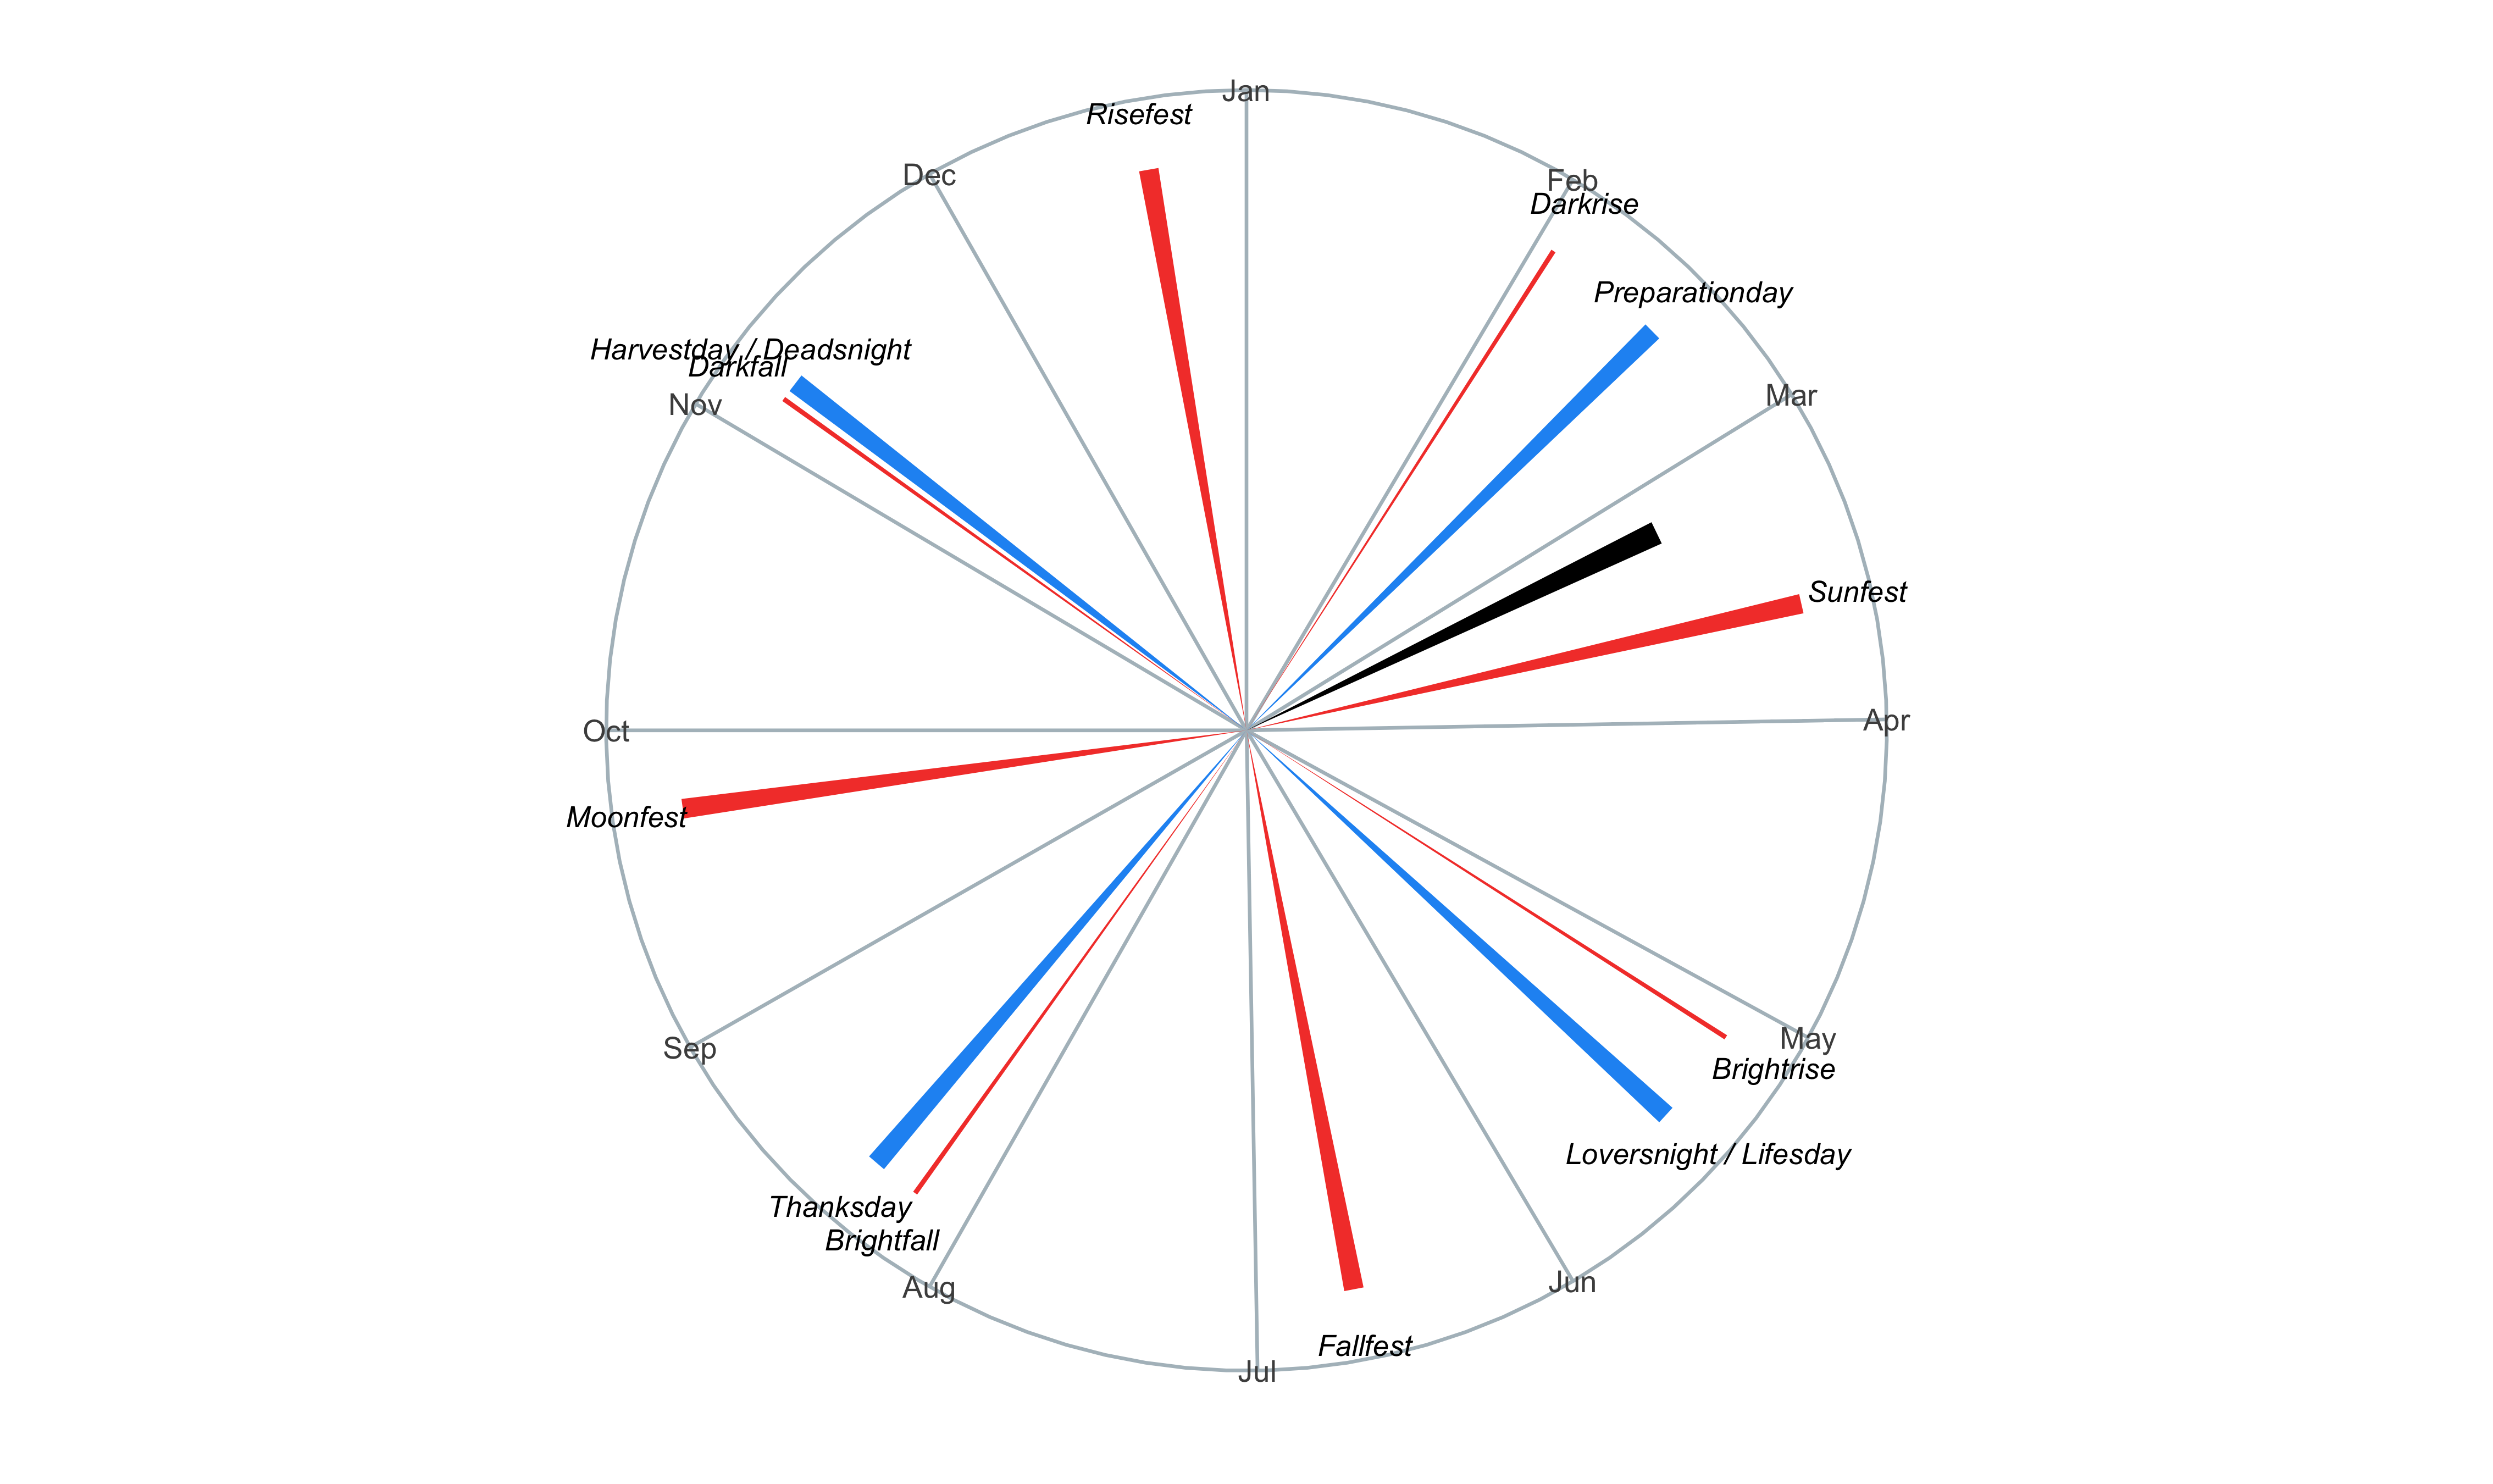 Jan
Risefest
Dec
Feb
Darkrise
Preparationday
Harvestday / Deadsnight
Darkfall
Nov
Mar
Sunfest
Oct
Apr
Moonfest
Sep
May
Brightrise
Loversnight / Lifesday
Thanksday
Brightfall
Aug
Jun
Fallfest
Jul